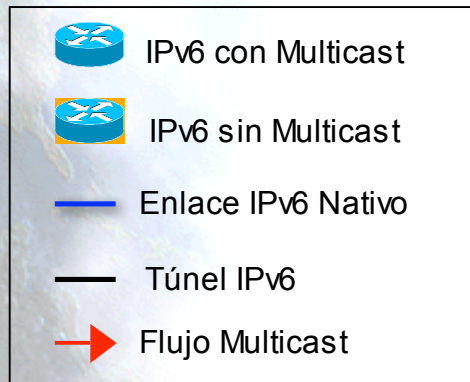 IPv6 con Multicast
IPv6 sin Multicast
Enlace IPv6 Nativo
Túnel IPv6
Flujo Multicast